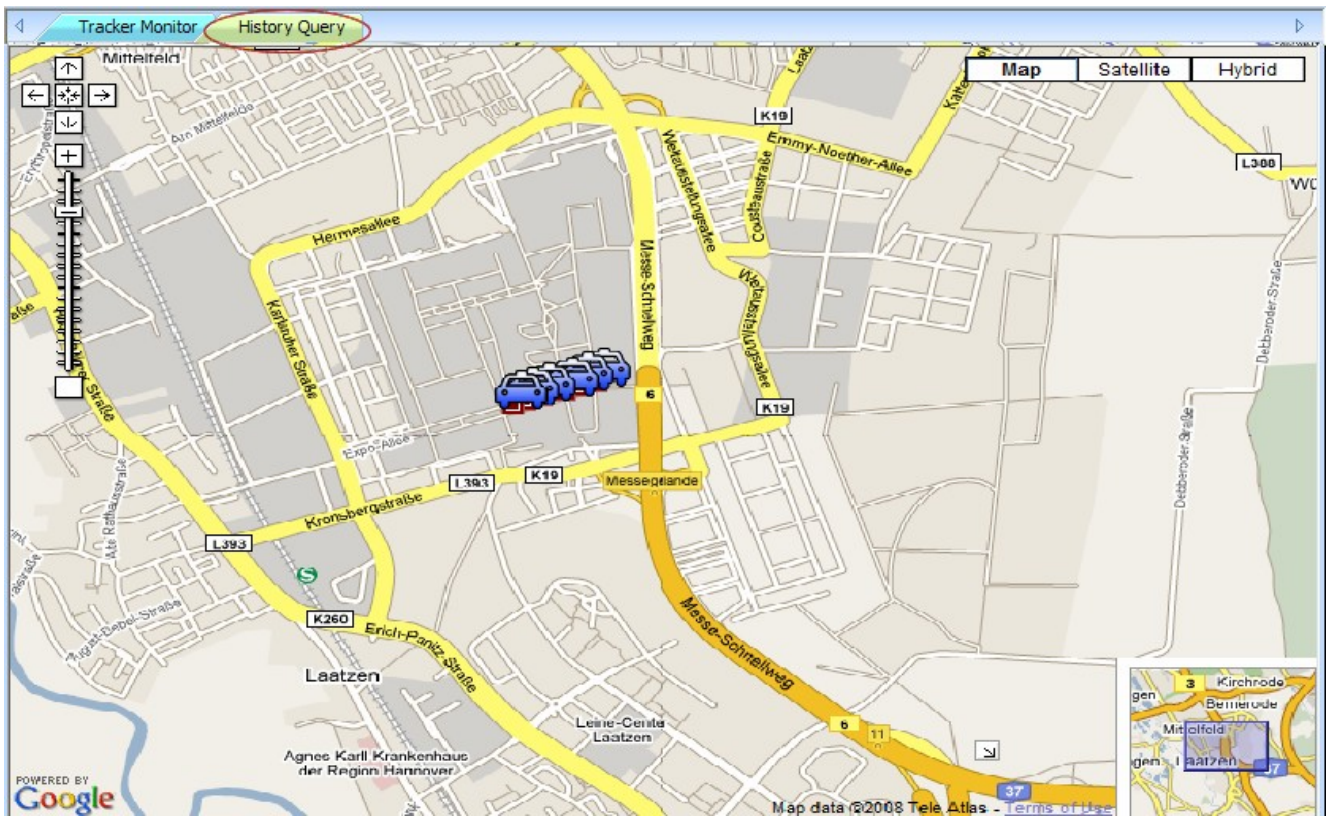 Tracker Monitor
History Query
Mittelfeld
Map
Satellite
Hybrid
Am Mittelfelde
K19
Emmy-Noether-Allee
L388
Hermesallee
Weltausstellungsallee
Messe-Schnellweg
Karlsruher Straße
Weltausstellungsallee
Debberoder Straße
Debberoder Straße
6
K19
Expo-Allee
L393
K19
Messegelände
Kronsbergstraße
Alte Rathausstraße
L393
S
K260
Erich-Panitz-Straße
Messe-Schnellweg
Laatzen
Leine-Center
Laatzen
Agnes Karll Krankenhaus
der Region Hannover
6
11
37
POWERED BY
Google
Map data ©2008 Tele Atlas - Terms of Use
3
Kirchrode
Bemerode
Mittelfeld
Laatzen
37